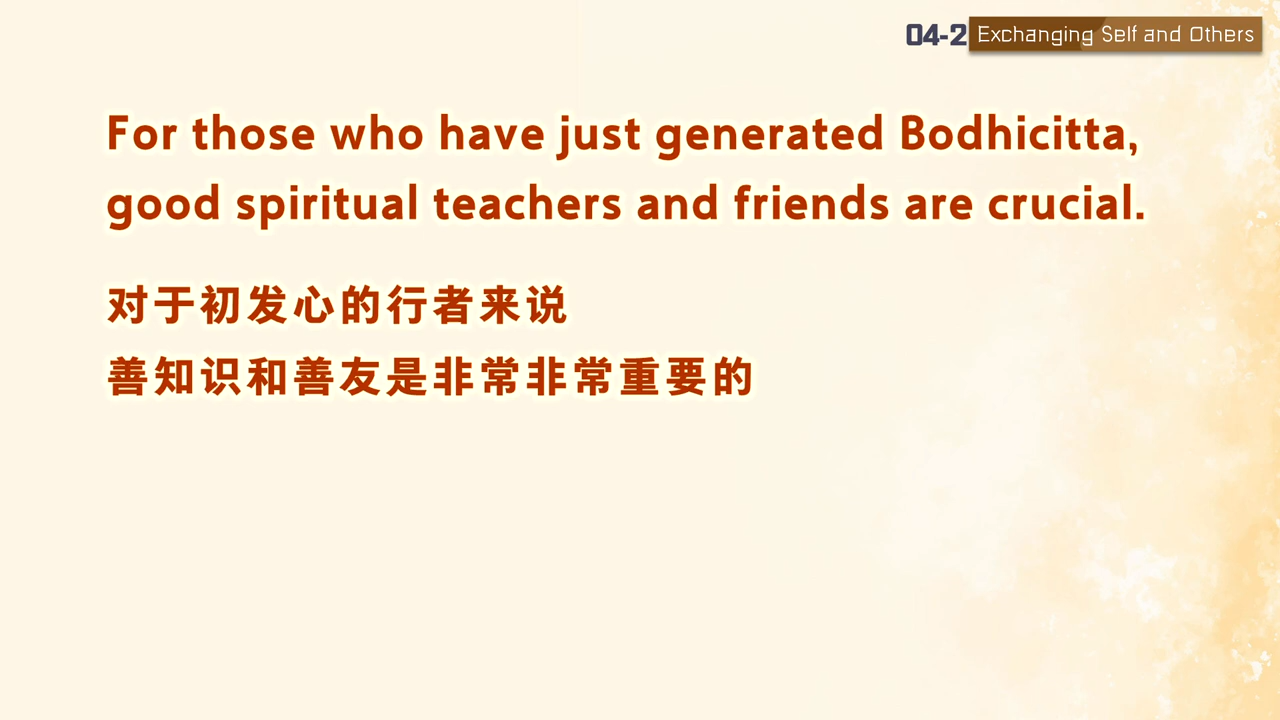 04-2 Exchanging Self and Others
For those who have just generated Bodhicitta,
good spiritual teachers and friends are crucial.
对于初发心的行者来说
善知识和善友是非常非常重要的